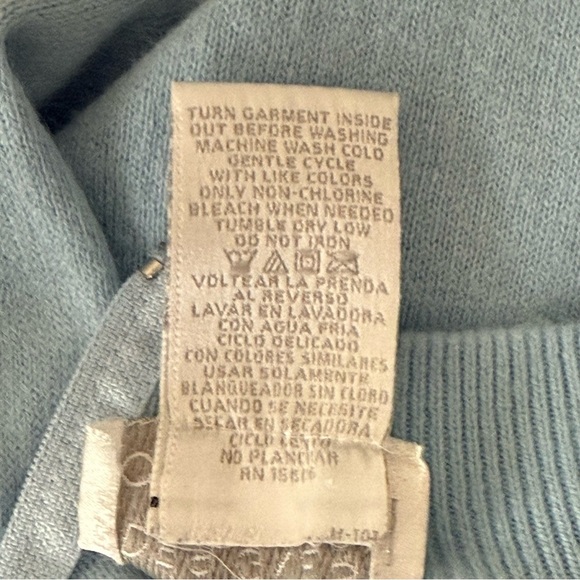 TURN GARMENT INSIDE
OUT BEFORE WASHING
MACHINE WASH COLD
GENTLE CYCLE
WITH LIKE COLORS
ONLY NON-CHLORINE
BLEACH WHEN NEEDED
TUMBLE DRY LOW
DO NOT IRON
VOLTEAR LA PRENDA
AL REVERSO
LAVAR EN LAVADORA
CON AGUA FRIA
CICLO DELICADO
CON COLORES SIMILARES
USAR SOLAMENTE
BLANQUEADOR SIN CLORO
CUANDO SE NECESITE
SECAR EN SECADORA
CICLO LENTO
NO PLANCHAR
RN